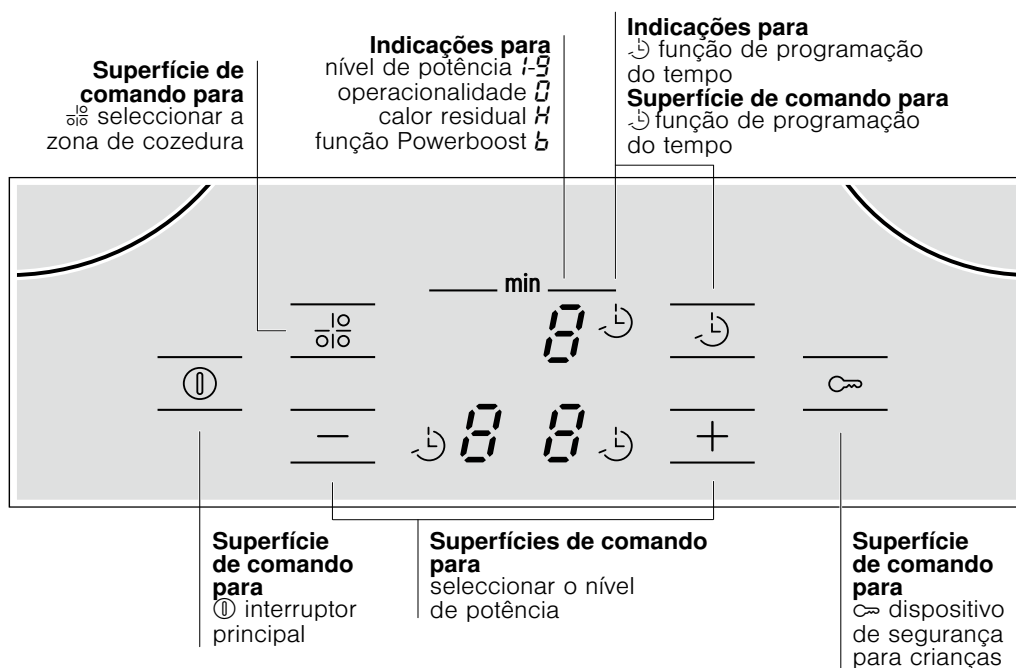 Superfície de
comando para
seleccionar a
zona de cozedura
Indicações para
nível de potência 1-9
operacionalidade 0
calor residual H
função Powerboost b
Indicações para
função de programação
do tempo
Superfície de comando para
função de programação
do tempo
min
8
8 8
− +
Superfície
de comando
para
interruptor
principal
Superfícies de comando
para
seleccionar o nível
de potência
Superfície
de comando
para
dispositivo
de segurança
para crianças